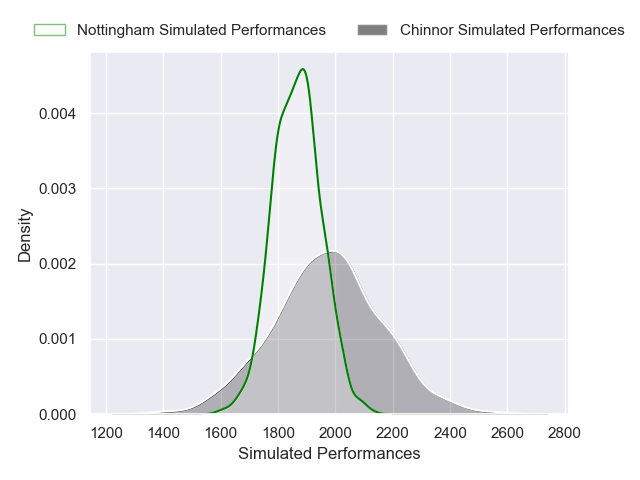 Nottingham Simulated Performances Chinnor Simulated Performances
Density
0.004
0.003
0.002
0.001
0.000
1200 1400 1600 1800 2000 2200 2400 2600 2800
Simulated Performances